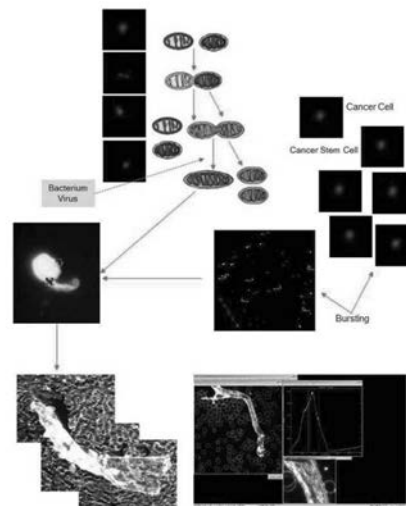 Cancer Cell
Cancer Stem Cell
Bacterium
Virus
Bursting